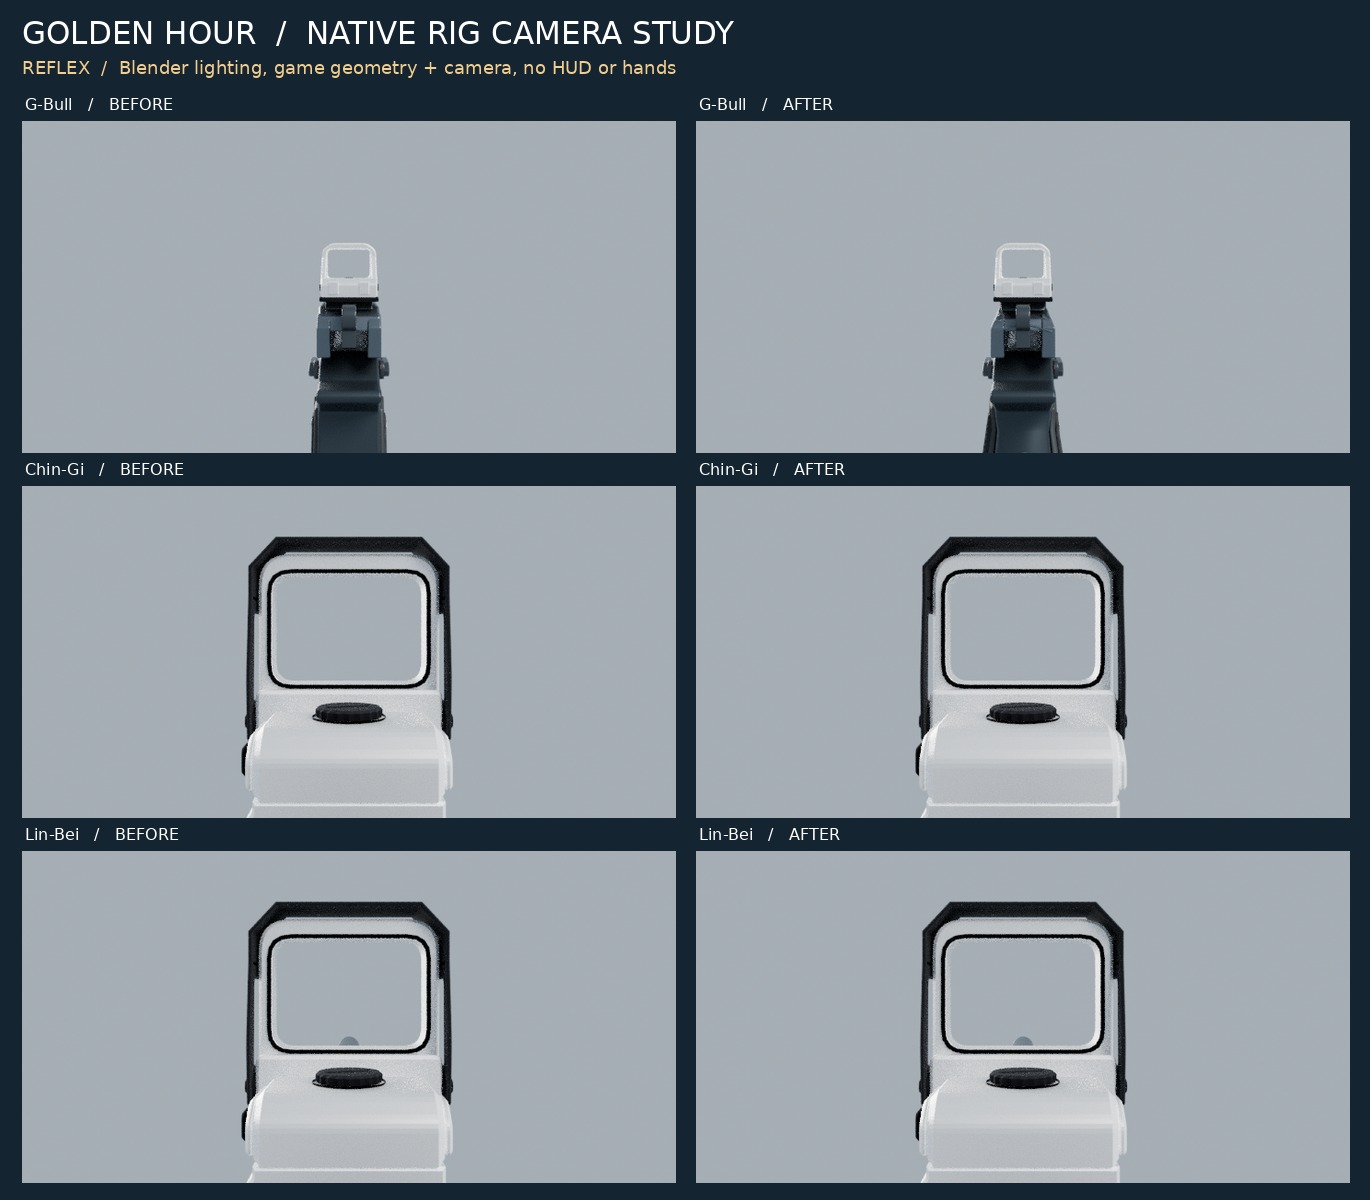 GOLDEN HOUR / NATIVE RIG CAMERA STUDY
REFLEX / Blender lighting, game geometry + camera, no HUD or hands
G-Bull / BEFORE
G-Bull / AFTER
Chin-Gi / BEFORE
Chin-Gi / AFTER
Lin-Bei / BEFORE
Lin-Bei / AFTER